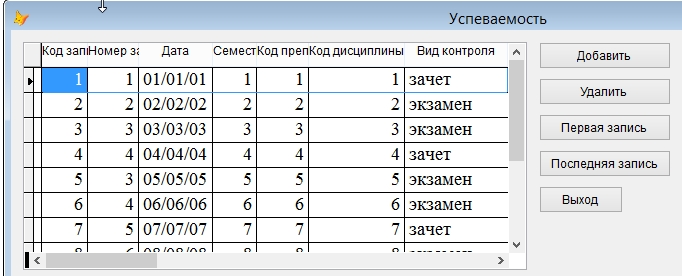 Успеваемость
Код запи Номер за Дата Семест Код преп Код дисциплины Вид контроля
1 1 01/01/01 1 1 1 зачет
2 2 02/02/02 2 2 2 экзамен
3 3 03/03/03 3 3 3 экзамен
4 4 04/04/04 4 4 4 зачет
5 3 05/05/05 5 5 5 экзамен
6 4 06/06/06 6 6 6 экзамен
7 5 07/07/07 7 7 7 зачет
8 6 08/08/08 8 8 8 экзамен
Добавить
Удалить
Первая запись
Последняя запись
Выход